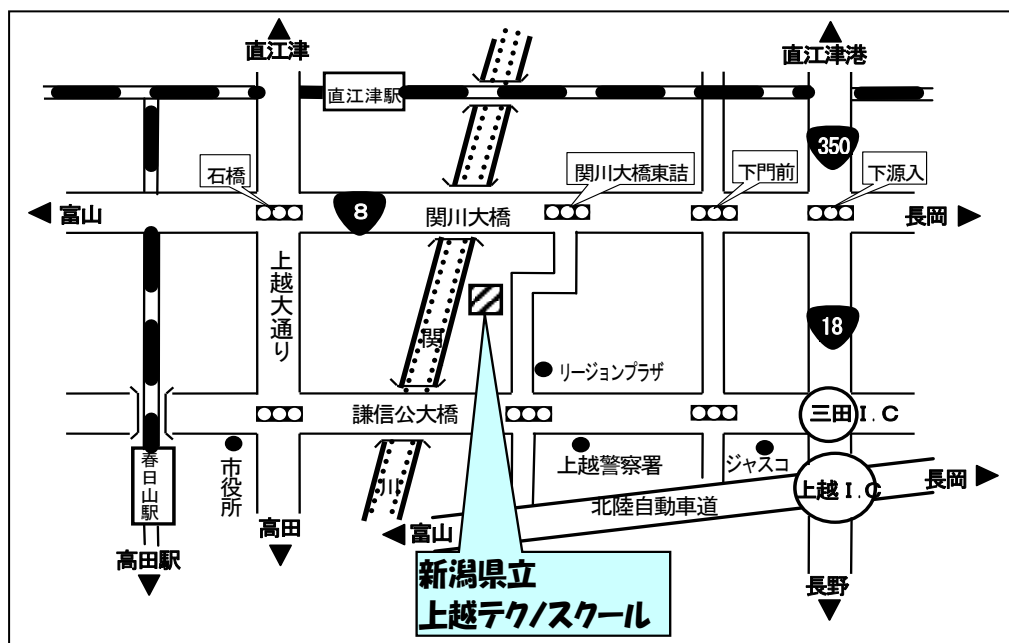 直江津
直江津港
直江津駅
350
石橋
関川大橋東詰
下門前
下源入
富山
8
関川大橋
長岡
上越大通り
関
18
リージョンプラザ
謙信公大橋
三田I.C
春日山駅
市役所
川
上越警察署
ジャスコ
上越I.C
長岡
北陸自動車道
高田
富山
高田駅
長野
新潟県立
上越テクノスクール